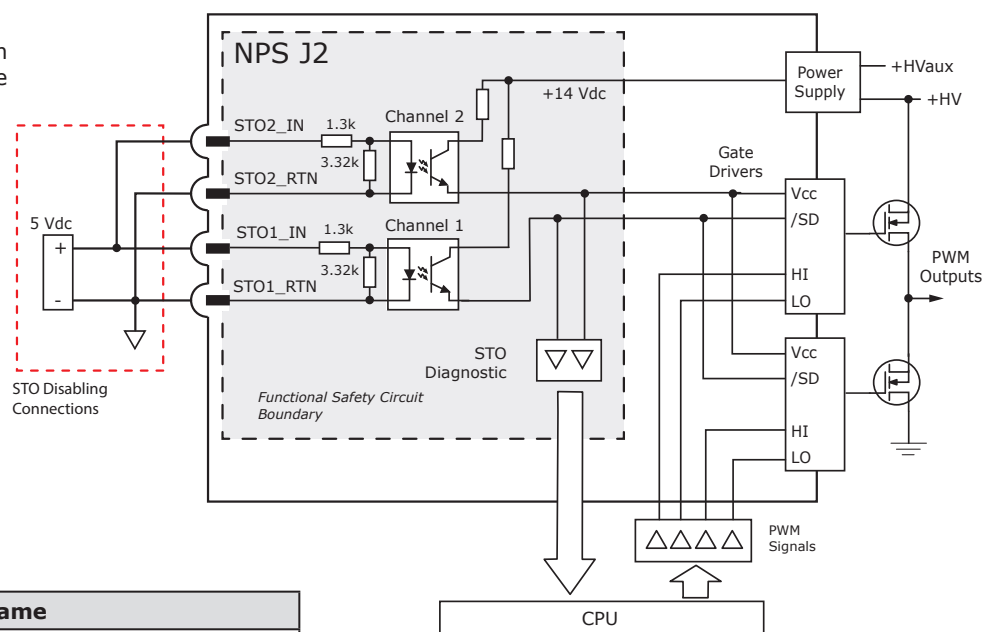 n
e
NPS J2
+14 Vdc
Power
Supply
+HVaux
+HV
Channel 2
STO2_IN
1.3k
3.32k
STO2_RTN
Gate
Drivers
Vcc
/SD
HI
LO
5 Vdc
+
-
STO1_IN
1.3k
Channel 1
3.32k
STO1_RTN
PWM
Outputs
STO
Diagnostic
Vcc
/SD
HI
LO
STO Disabling
Connections
Functional Safety Circuit
Boundary
PWM
Signals
ame
CPU